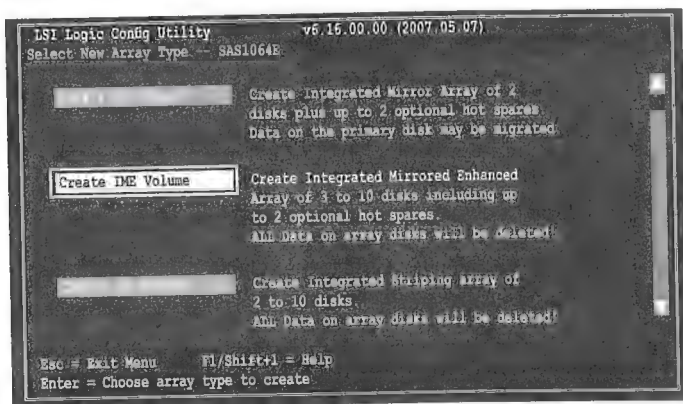 LSI Logic Config Utility v6.16.00.00 (2007.05.07)
Select New Array Type -- SAS1064E
Create Integrated Mirror Array of 2
disks plus up to 2 optional hot spares.
Data on the primary disk may be migrated.
Create IME Volume
Create Integrated Mirrored Enhanced
Array of 3 to 10 disks including up
to 2 optional hot spares.
ALL Data on array disks will be deleted!
Create Integrated Striping array of
2 to 10 disks.
ALL Data on array disks will be deleted!
Esc = Exit Menu F1/Shift+1 = Help
Enter = Choose array type to create